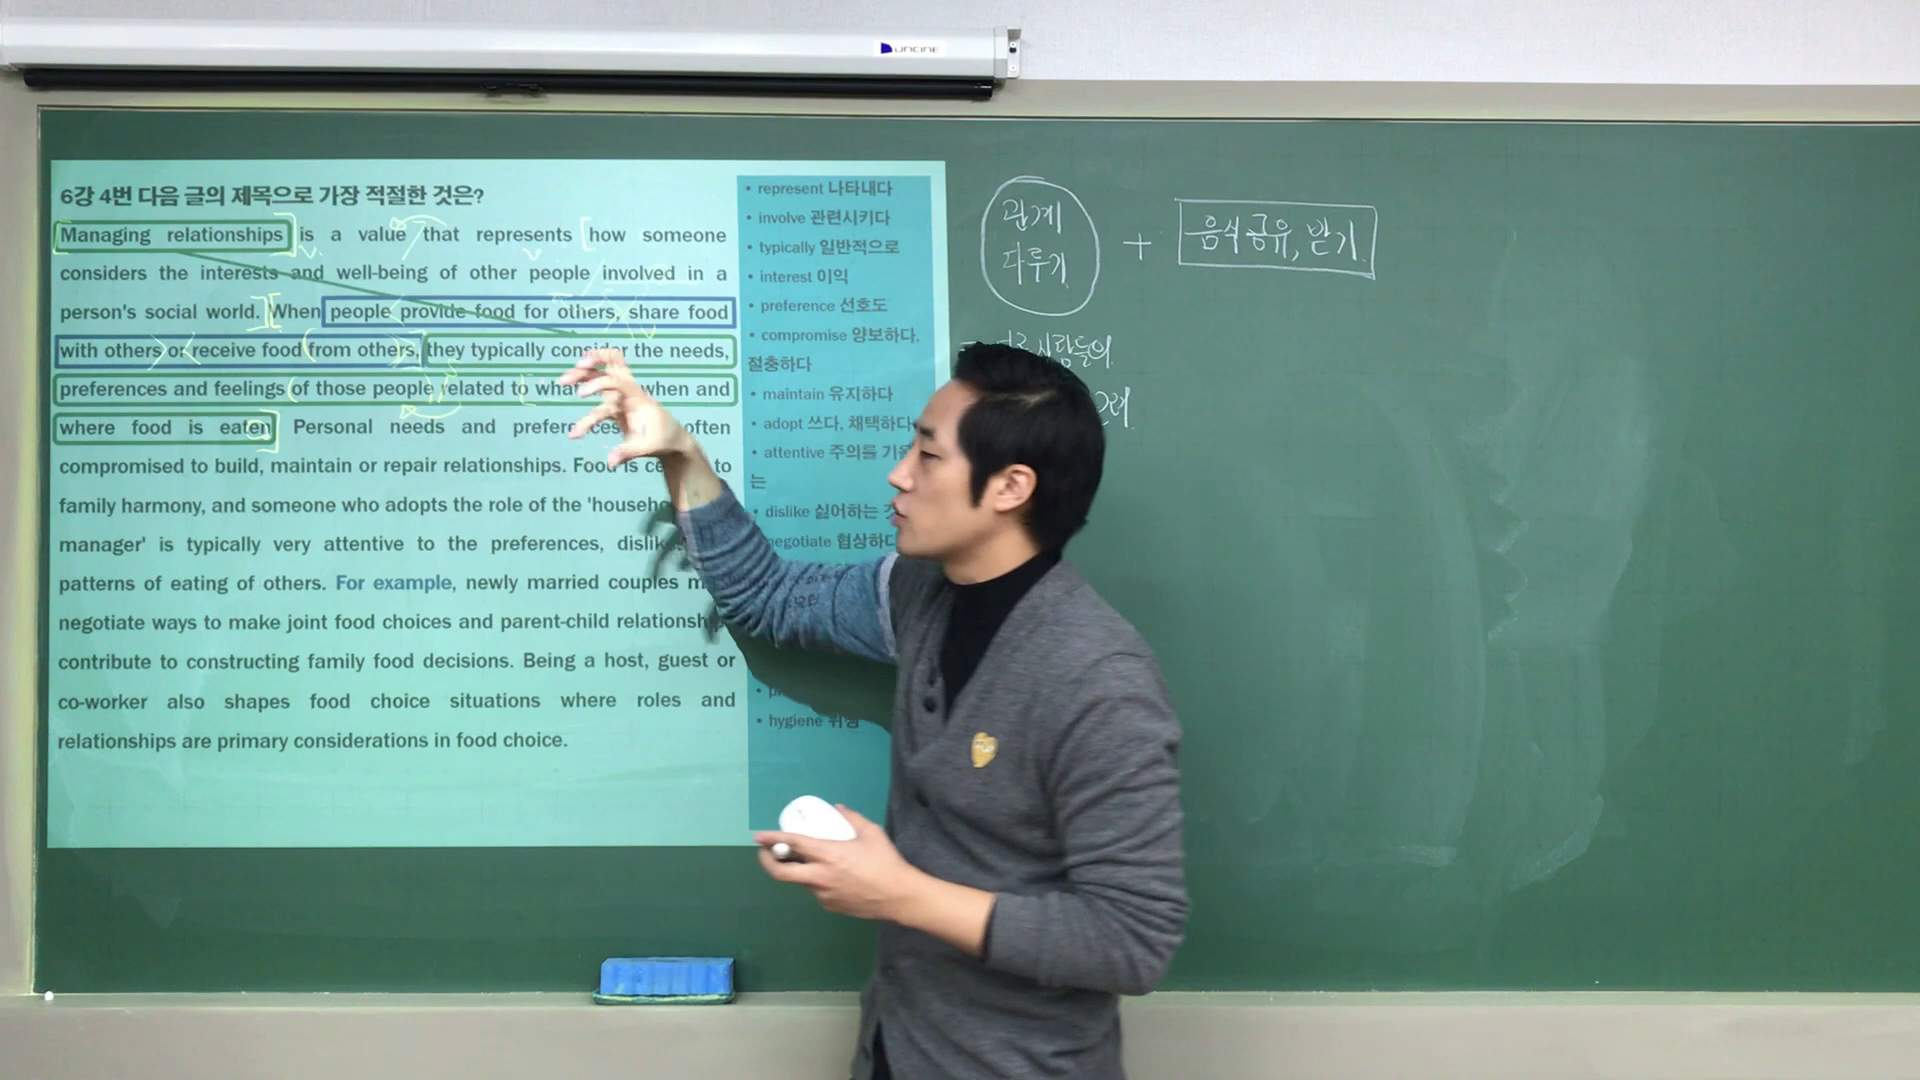 UNCINE
6강 4번 다음 글의 제목으로 가장 적절한 것은?
Managing relationships is a value that represents how someone
considers the interests and well-being of other people involved in a
person's social world. When people provide food for others, share food
with others or receive food from others, they typically consider the needs,
preferences and feelings of those people related to what when and
where food is eaten. Personal needs and preferences often
compromised to build, maintain or repair relationships. Food is to
family harmony, and someone who adopts the role of the
manager' is typically very attentive to the preferences,
patterns of eating of others. For example, newly married couples
negotiate ways to make joint food choices and parent-child
contribute to constructing family food decisions. Being a host, guest or
co-worker also shapes food choice situations where roles and
relationships are primary considerations in food choice.
• represent 나타내다
• involve 관련시키다
• typically 일반적으로
• interest 이익
• preference 선호도
• compromise 양보하다,
절충하다
• maintain 유지하다
• adopt 쓰다, 채택하다
• attentive 주의를
는
• dislike 싫어하는
negotiate 협상하다
• hygiene 위생
관계
다루기
+
음식 공유, 받기